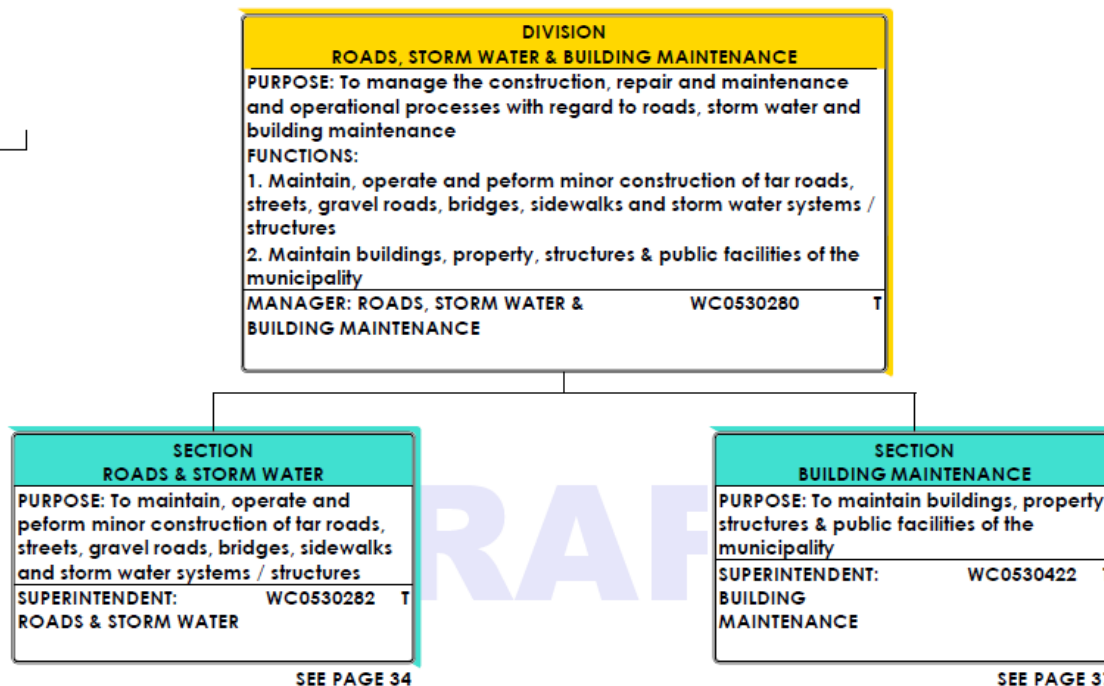 DIVISION
ROADS, STORM WATER & BUILDING MAINTENANCE
PURPOSE: To manage the construction, repair and maintenance
and operational processes with regard to roads, storm water and
building maintenance
FUNCTIONS:
1. Maintain, operate and peform minor construction of tar roads,
streets, gravel roads, bridges, sidewalks and storm water systems /
structures
2. Maintain buildings, property, structures & public facilities of the
municipality
MANAGER: ROADS, STORM WATER & WC0530280 T
BUILDING MAINTENANCE
SECTION
ROADS & STORM WATER
PURPOSE: To maintain, operate and
peform minor construction of tar roads,
streets, gravel roads, bridges, sidewalks
and storm water systems / structures
SUPERINTENDENT: WC0530282 T
ROADS & STORM WATER
SEE PAGE 34
RAF
SECTION
BUILDING MAINTENANCE
PURPOSE: To maintain buildings, property
structures & public facilities of the
municipality
SUPERINTENDENT: WC0530422
BUILDING
MAINTENANCE
SEE PAGE